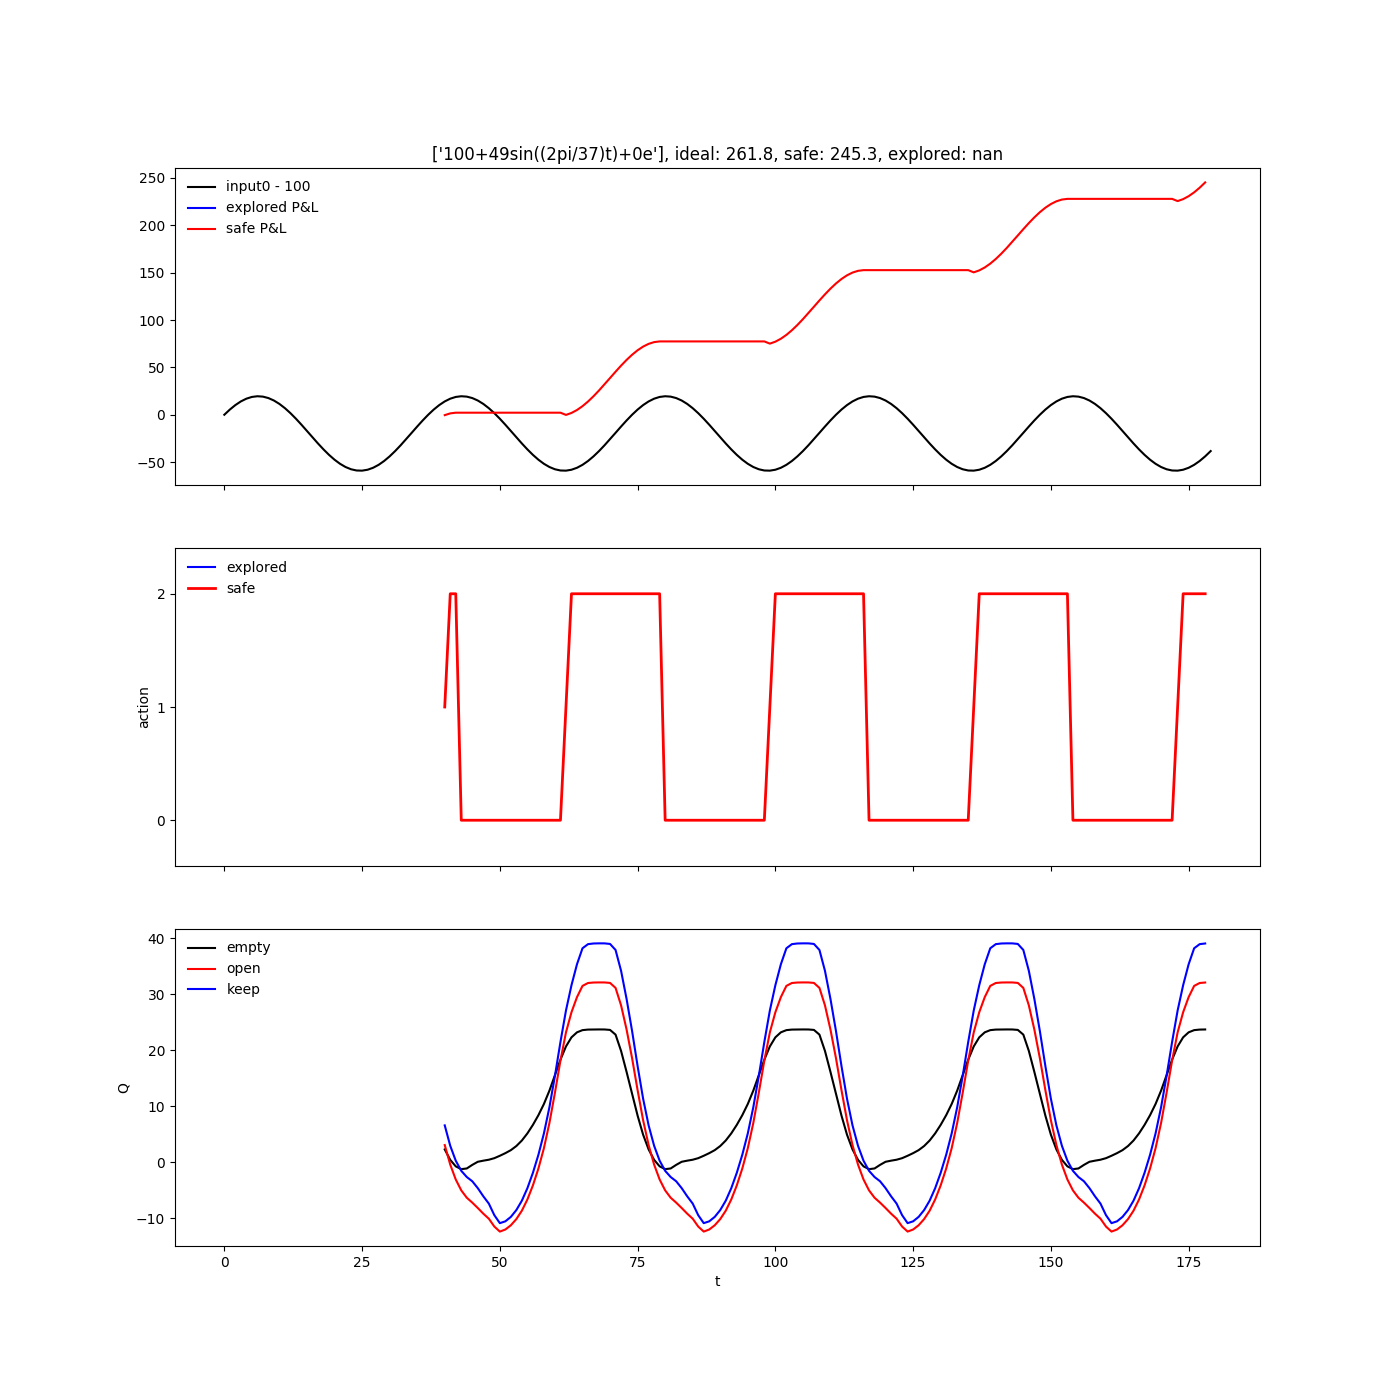 ['100+49sin((2pi/37)t)+0e'], ideal: 261.8, safe: 245.3, explored: nan
250
200
150
100
50
0
−50
input0 - 100
explored P&L
safe P&L
2
1
0
action
explored
safe
40
30
20
10
0
−10
Q
empty
open
keep
0 25 50 75 100 125 150 175
t